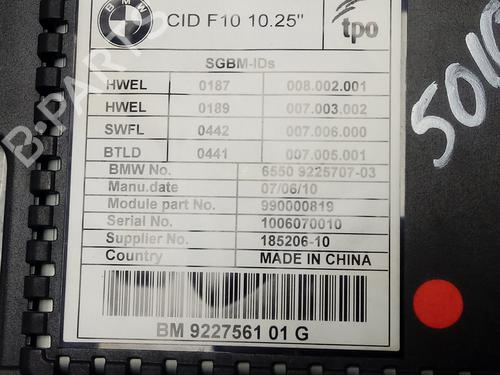 BMW
CID F10 10.25"
tpo
SGBM-IDs
HWEL 0187 008.002.001
HWEL 0189 007.003.002
SWFL 0442 007.006.000
BTLD 0441 007.005.001
BMW No. 6550 9225707-03
Manu.date 07/06/10
Module part No. 990000819
Serial No. 1006070010
Supplier No. 185206-10
Country MADE IN CHINA
BM 9227561 01 G
B-PARTS